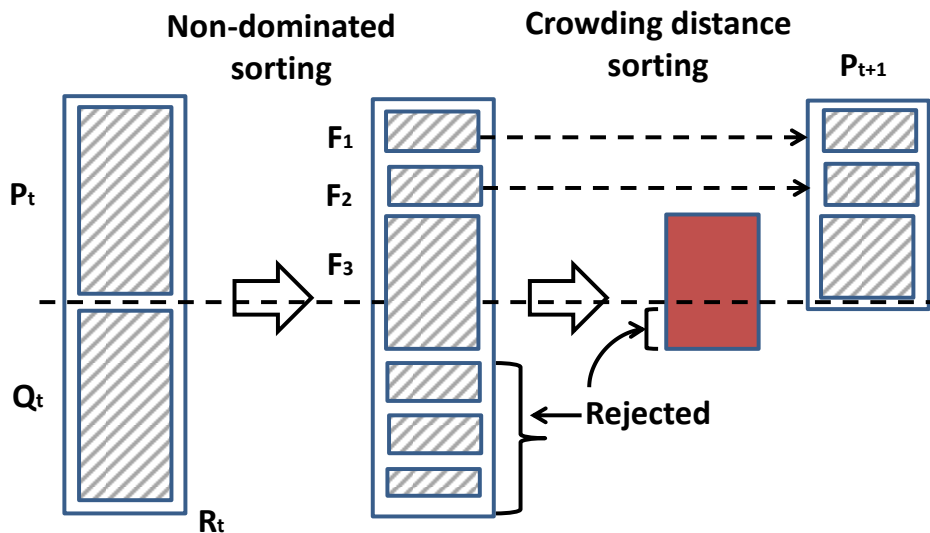 Non-dominated
sorting
Crowding distance
sorting
Pt+1
F1
Pt
F2
F3
Qt
Rejected
Rt